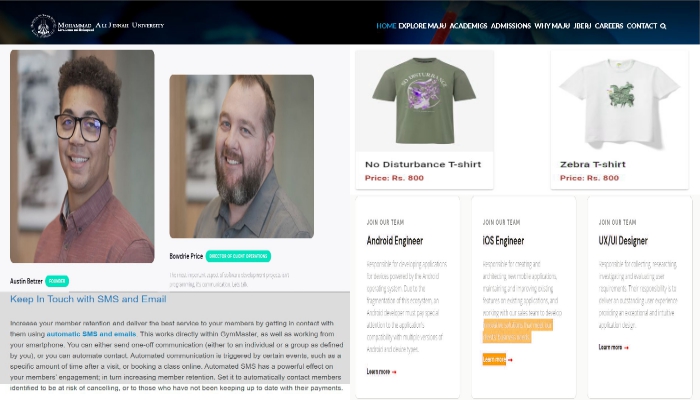 MOHAMMAD ALI JINNAH UNIVERSITY
HOME EXPLORE MAJU ACADEMICS ADMISSIONS WHY MAJU JBERJ CAREERS CONTACT
No Disturbance T-shirt
Price: Rs. 800
Zebra T-shirt
Price: Rs. 800
Austin Betzer FOUNDER
Bowdrie Price DIRECTOR OF CLIENT OPERATIONS
The most important aspect of software development projects isn't
programming, it's communication. Let's talk.
Keep In Touch with SMS and Email
Increase your member retention and deliver the best service to your members by getting in contact with
them using automatic SMS and emails. This works directly within GymMaster, as well as working from
your smartphone. You can either send one-off communication (either to an individual or a group as defined
by you), or you can automate contact. Automated communication is triggered by certain events, such as a
specific amount of time after a visit, or booking a class online. Automated SMS has a powerful effect on
your members' engagement; in turn increasing member retention. Set it to automatically contact members
identified to be at risk of cancelling, or to those who have not been keeping up to date with their payments.
JOIN OUR TEAM
Android Engineer
Responsible for developing applications
for devices powered by the Android
operating system. Due to the
fragmentation of this ecosystem, an
Android developer must pay special
attention to the application's
compatibility with multiple versions of
Android and device types.
Learn more →
JOIN OUR TEAM
iOS Engineer
Responsible for creating and
architecting new mobile applications,
maintaining and improving existing
features on existing applications, and
working with our sales team to develop
Learn more →
JOIN OUR TEAM
UX/UI Designer
Responsible for collecting, researching,
investigating and evaluating user
requirements. Their responsibility is to
deliver an outstanding user experience
providing an exceptional and intuitive
application design.
Learn more →